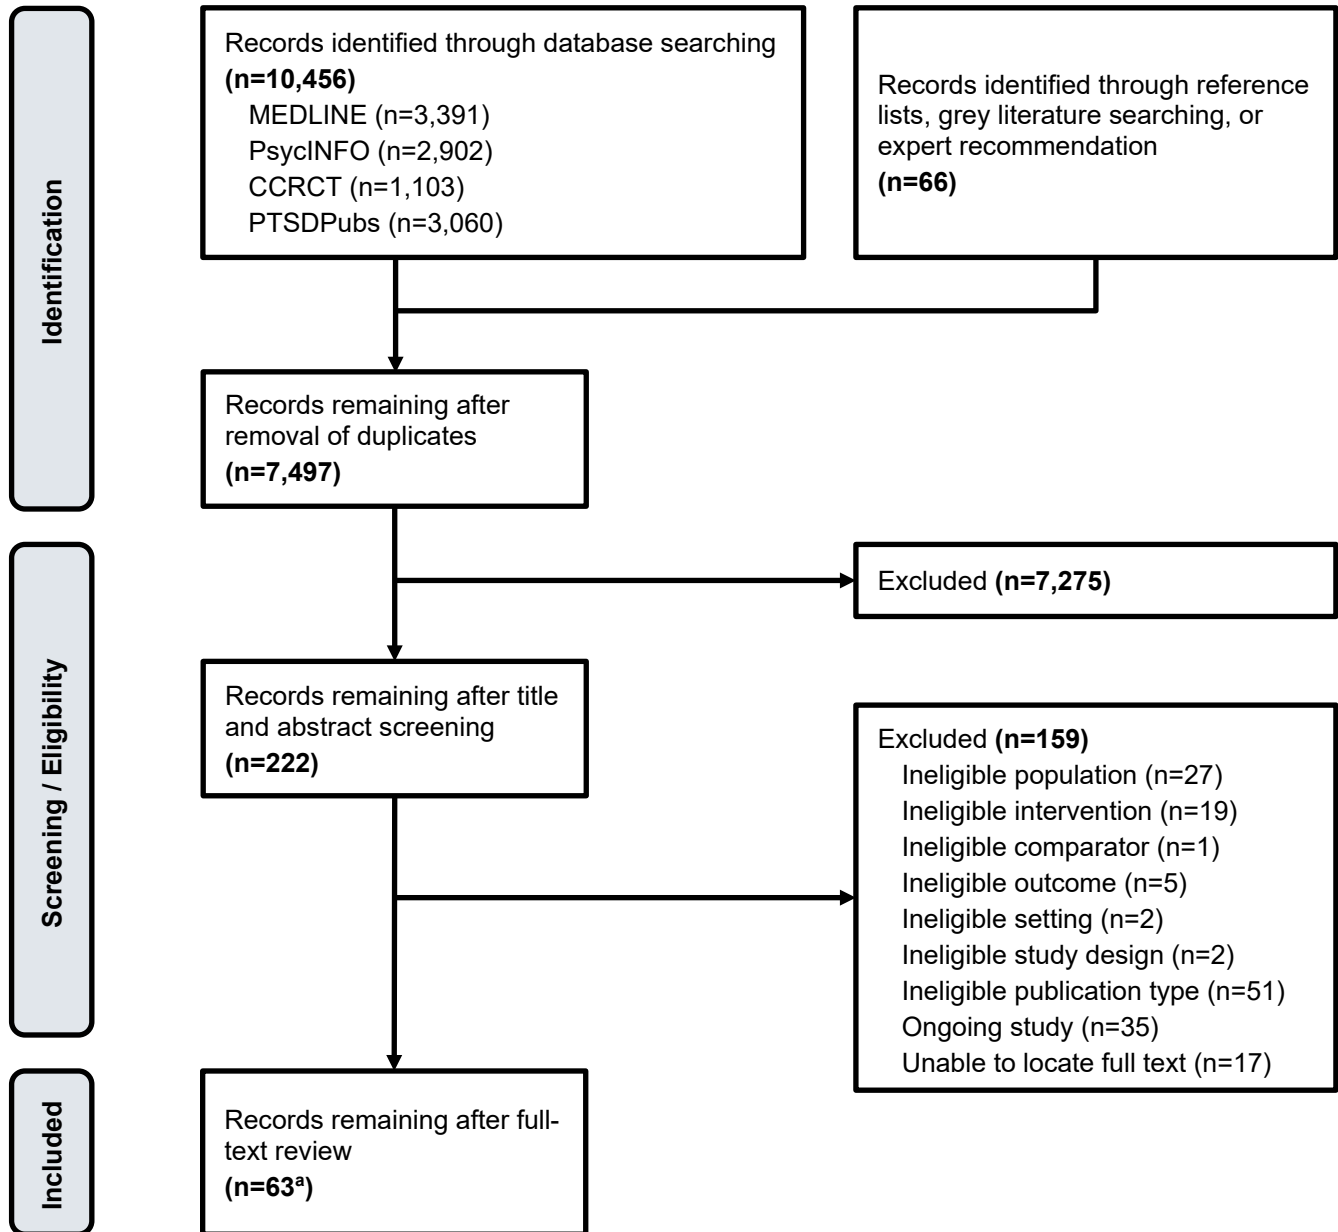 Identification
Records identified through database searching
(n=10,456)
MEDLINE (n=3,391)
PsycINFO (n=2,902)
CCRCT (n=1,103)
PTSDPubs (n=3,060)
Records identified through reference
lists, grey literature searching, or
expert recommendation
(n=66)
Records remaining after
removal of duplicates
(n=7,497)
Screening / Eligibility
Excluded (n=7,275)
Records remaining after title
and abstract screening
(n=222)
Excluded (n=159)
Ineligible population (n=27)
Ineligible intervention (n=19)
Ineligible comparator (n=1)
Ineligible outcome (n=5)
Ineligible setting (n=2)
Ineligible study design (n=2)
Ineligible publication type (n=51)
Ongoing study (n=35)
Unable to locate full text (n=17)
Included
Records remaining after full-
text review
(n=63ª)